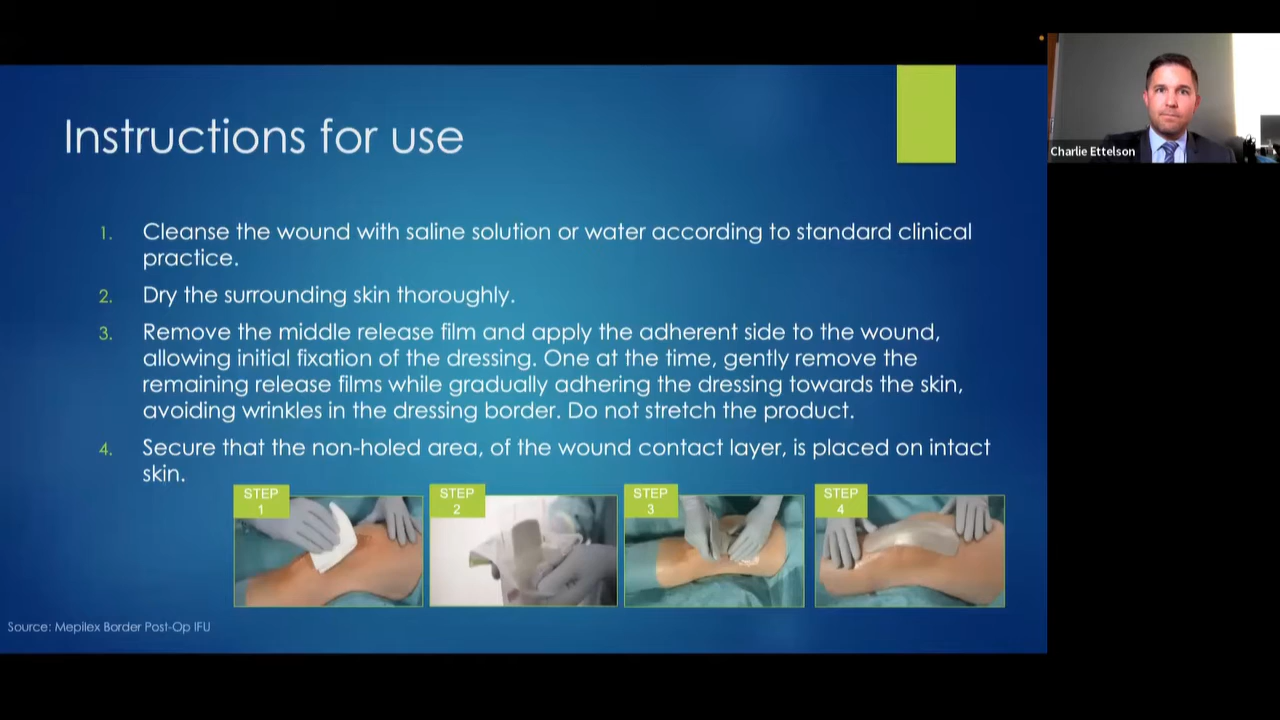 Instructions for use
Charlie Ettelson
1. Cleanse the wound with saline solution or water according to standard clinical
practice.
2. Dry the surrounding skin thoroughly.
3. Remove the middle release film and apply the adherent side to the wound,
allowing initial fixation of the dressing. One at the time, gently remove the
remaining release films while gradually adhering the dressing towards the skin,
avoiding wrinkles in the dressing border. Do not stretch the product.
4. Secure that the non-holed area, of the wound contact layer, is placed on intact
skin.
STEP
1
STEP
2
STEP
3
STEP
4
Source: Mepilex Border Post-Op IFU